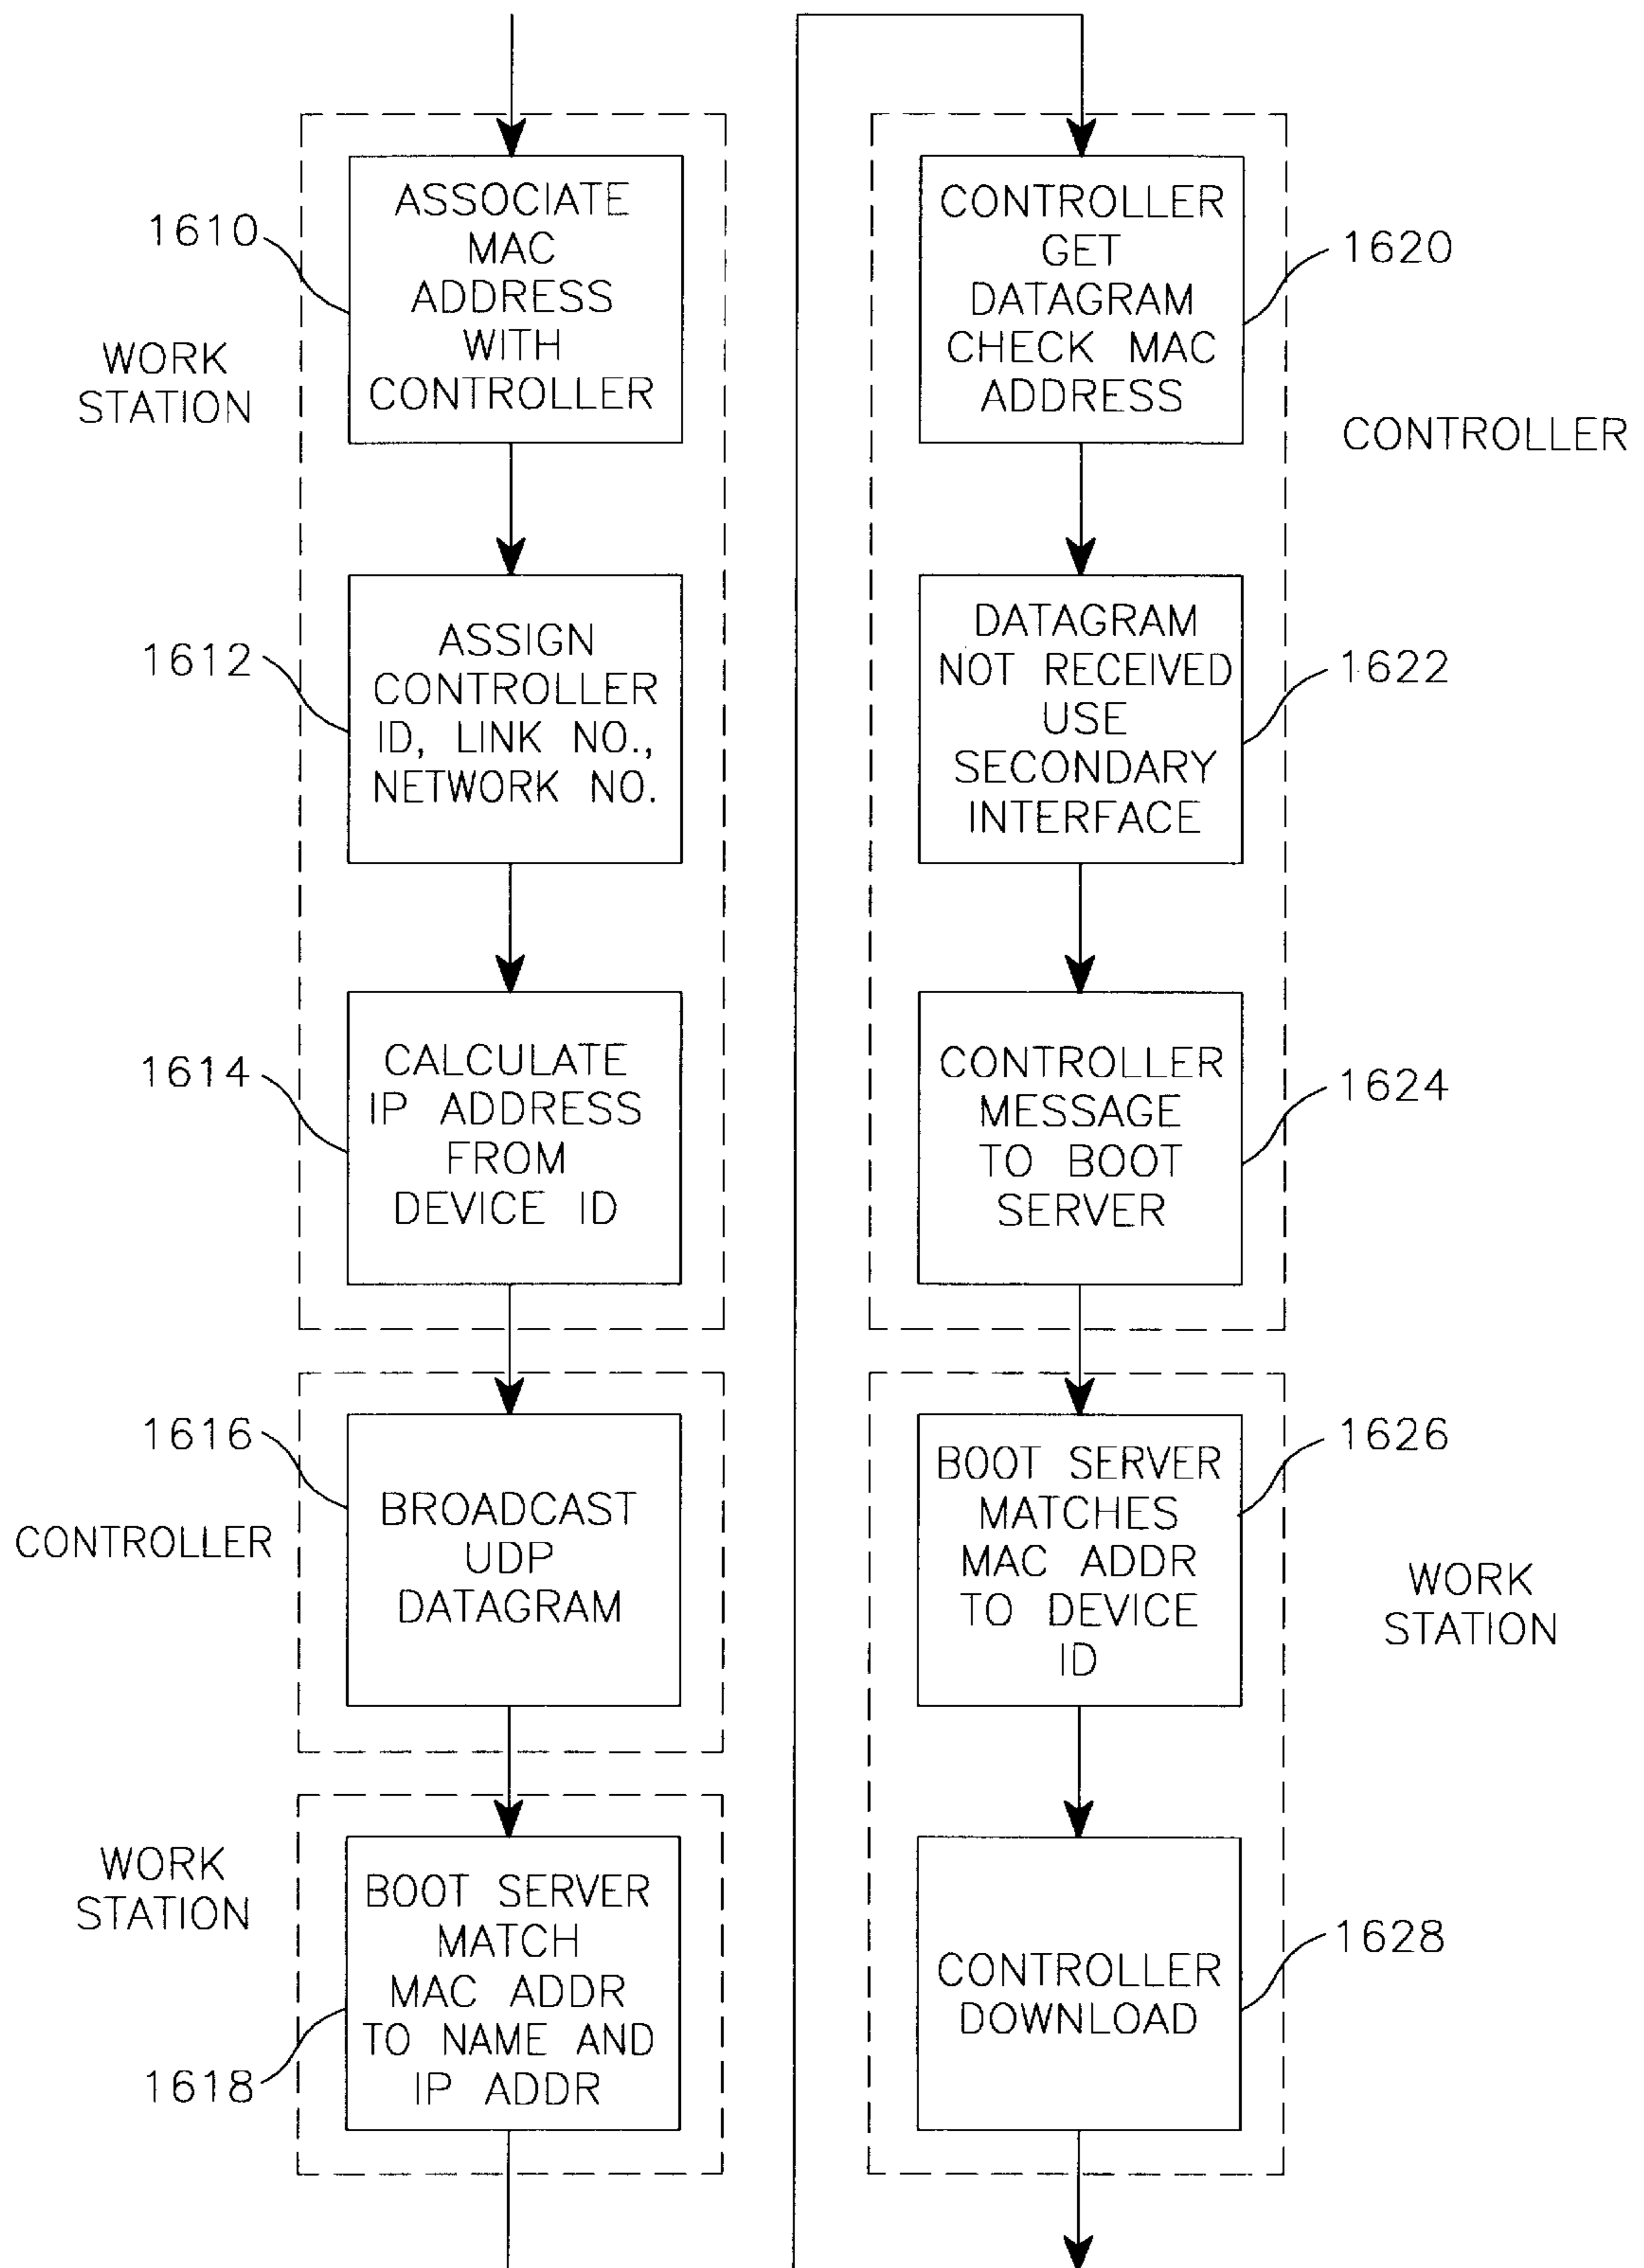 1610
WORK
STATION
ASSOCIATE
MAC
ADDRESS
WITH
CONTROLLER
1612
ASSIGN
CONTROLLER
ID, LINK NO.,
NETWORK NO.
1614
CALCULATE
IP ADDRESS
FROM
DEVICE ID
1616
CONTROLLER
BROADCAST
UDP
DATAGRAM
WORK
STATION
1618
BOOT SERVER
MATCH
MAC ADDR
TO NAME AND
IP ADDR
CONTROLLER
GET
DATAGRAM
CHECK MAC
ADDRESS
1620
CONTROLLER
DATAGRAM
NOT RECEIVED
USE
SECONDARY
INTERFACE
1622
CONTROLLER
MESSAGE
TO BOOT
SERVER
1624
BOOT SERVER
MATCHES
MAC ADDR
TO DEVICE
ID
1626
WORK
STATION
CONTROLLER
DOWNLOAD
1628